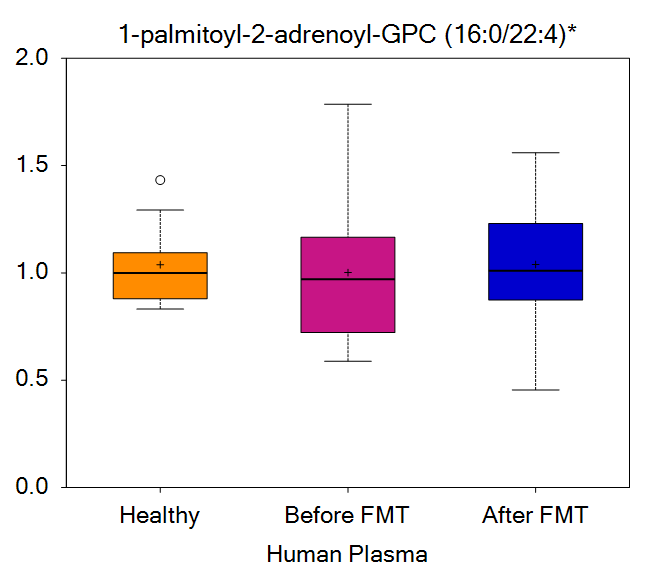 1-palmitoyl-2-adrenoyl-GPC (16:0/22:4)*
2.0
1.5
1.0
0.5
0.0
Healthy Before FMT After FMT
Human Plasma